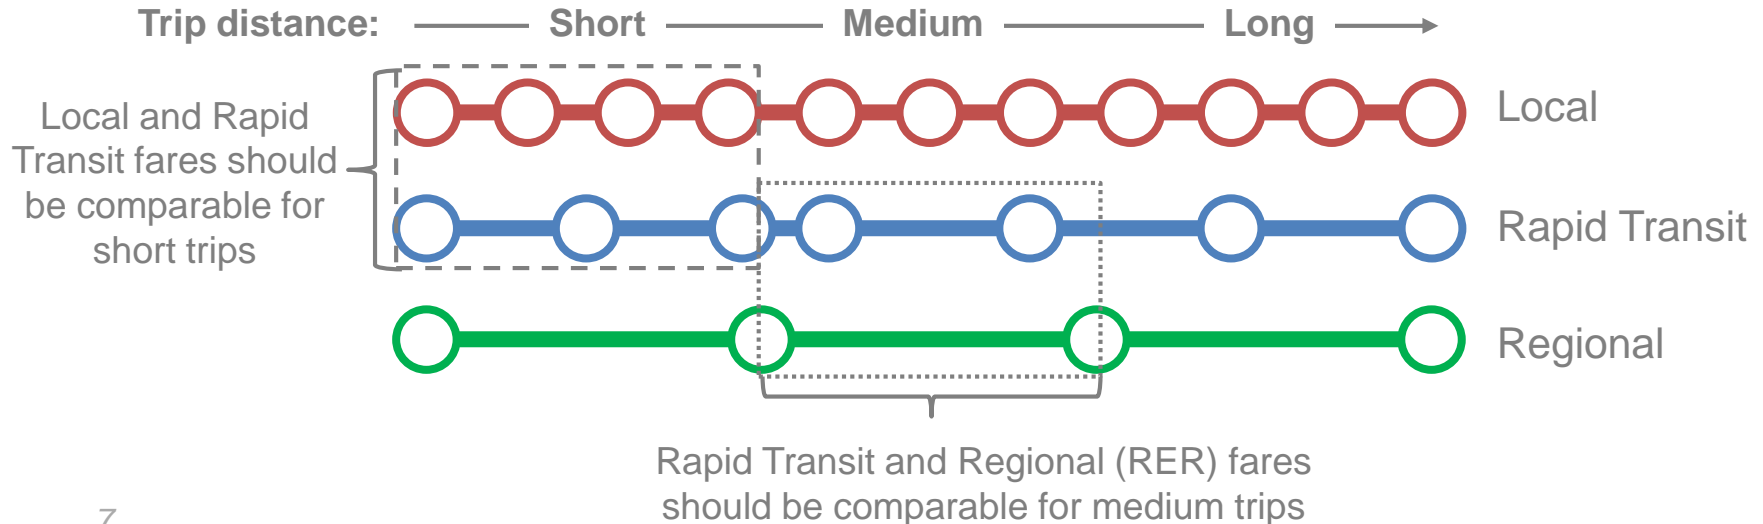 Trip distance: Short Medium Long
Local and Rapid
Transit fares should
be comparable for
short trips
Local
Rapid Transit
Regional
Rapid Transit and Regional (RER) fares
should be comparable for medium trips
7